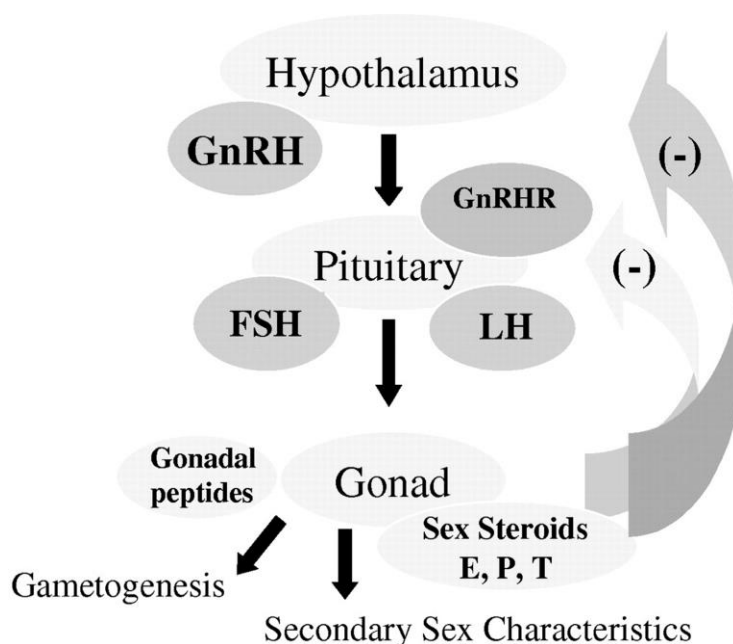 Hypothalamus
GnRH
(-)
GnRHR
Pituitary
(-)
FSH
LH
Gonadal
peptides
Gonad
Sex Steroids
E, P, T
Gametogenesis
Secondary Sex Characteristics